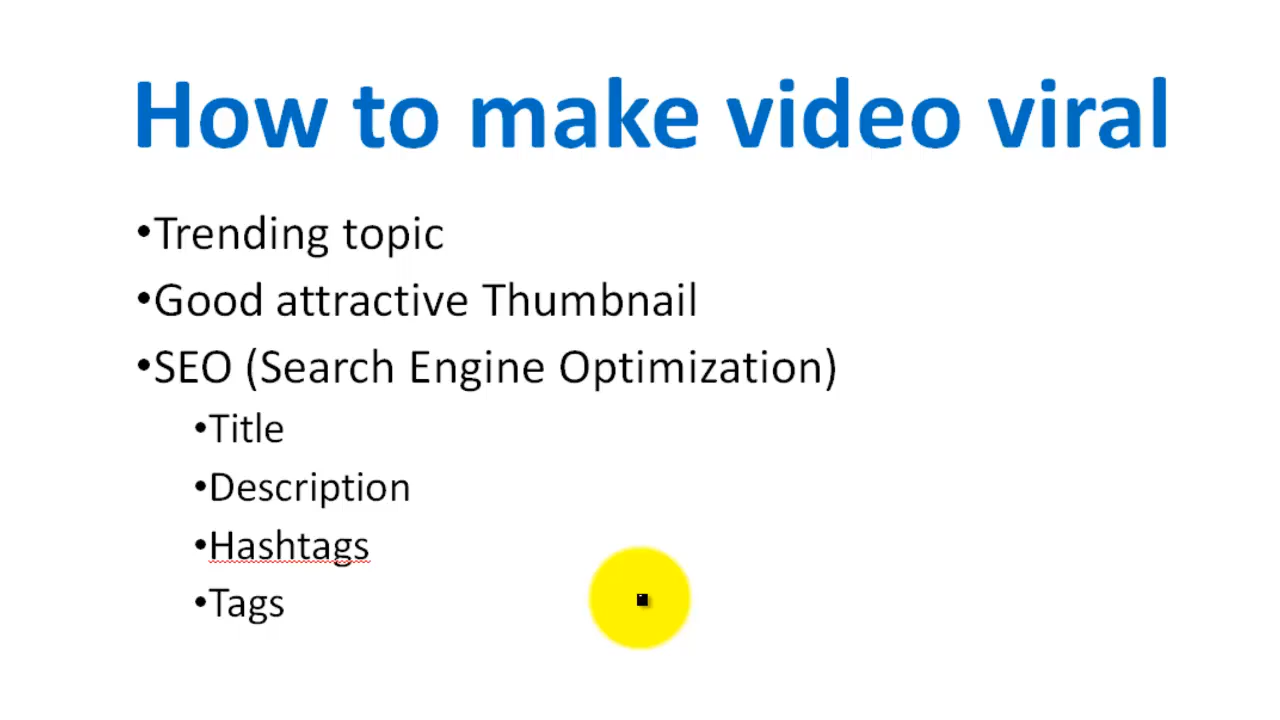 How to make video viral
•Trending topic
•Good attractive Thumbnail
•SEO (Search Engine Optimization)
•Title
•Description
•Hashtags
•Tags